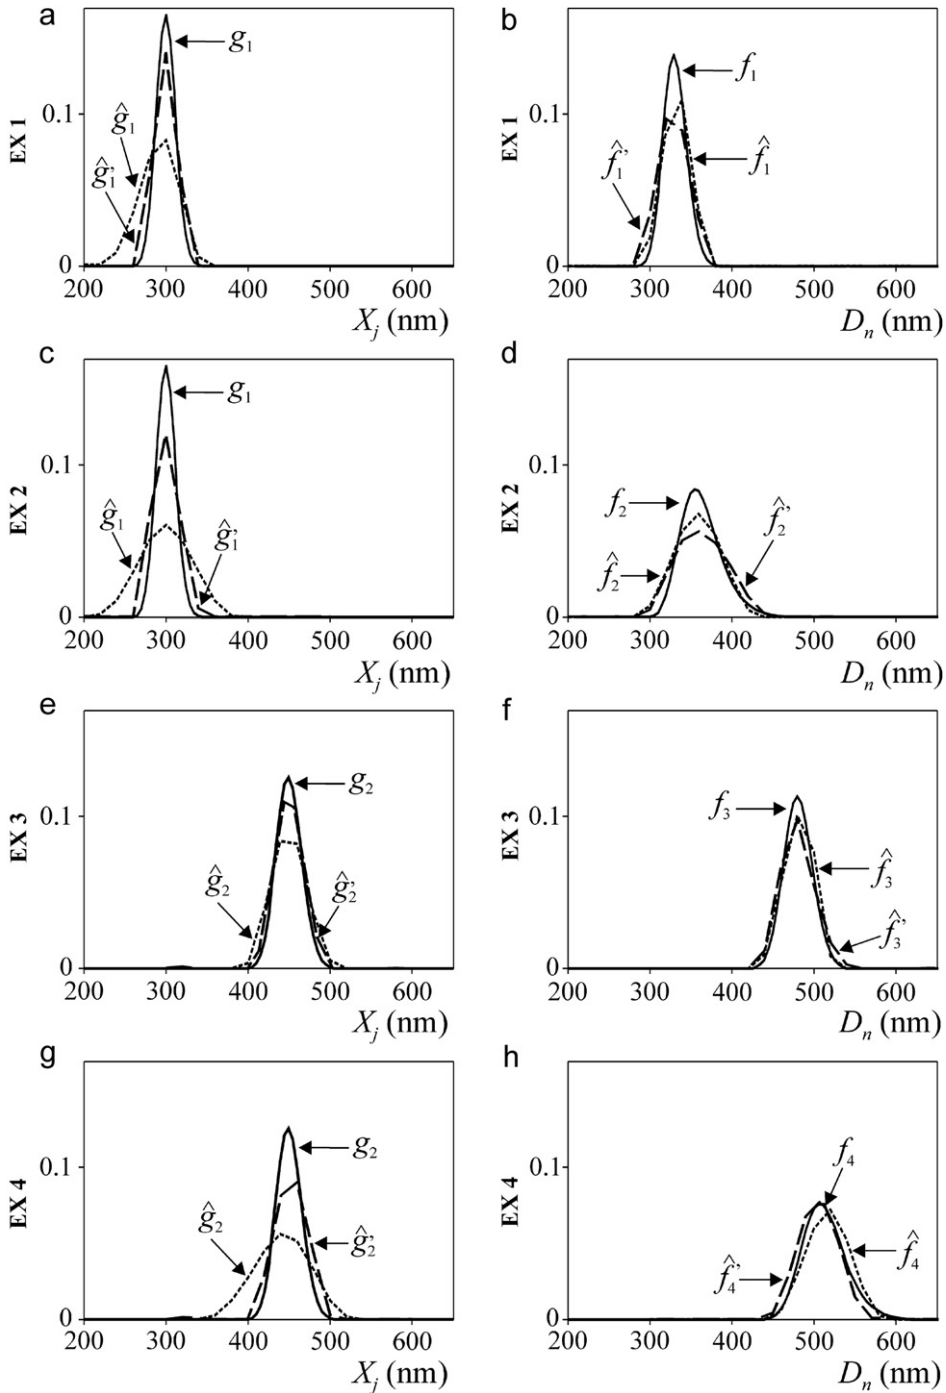 a
EX 1
0.1
0
g₁
ĝ₁
ĝ₁'
200 300 400 500 600
Xⱼ (nm)
b
EX 1
0.1
0
f₁
f̂₁'
f̂₁
200 300 400 500 600
Dₙ (nm)
c
EX 2
0.1
0
g₁
ĝ₁
ĝ₁'
200 300 400 500 600
Xⱼ (nm)
d
EX 2
0.1
0
f₂
f̂₂'
f̂₂
200 300 400 500 600
Dₙ (nm)
e
EX 3
0.1
0
g₂
ĝ₂
ĝ₂'
200 300 400 500 600
Xⱼ (nm)
f
EX 3
0.1
0
f₃
f̂₃
f̂₃'
200 300 400 500 600
Dₙ (nm)
g
EX 4
0.1
0
g₂
ĝ₂
ĝ₂'
200 300 400 500 600
Xⱼ (nm)
h
EX 4
0.1
0
f₄
f̂₄'
f̂₄
200 300 400 500 600
Dₙ (nm)